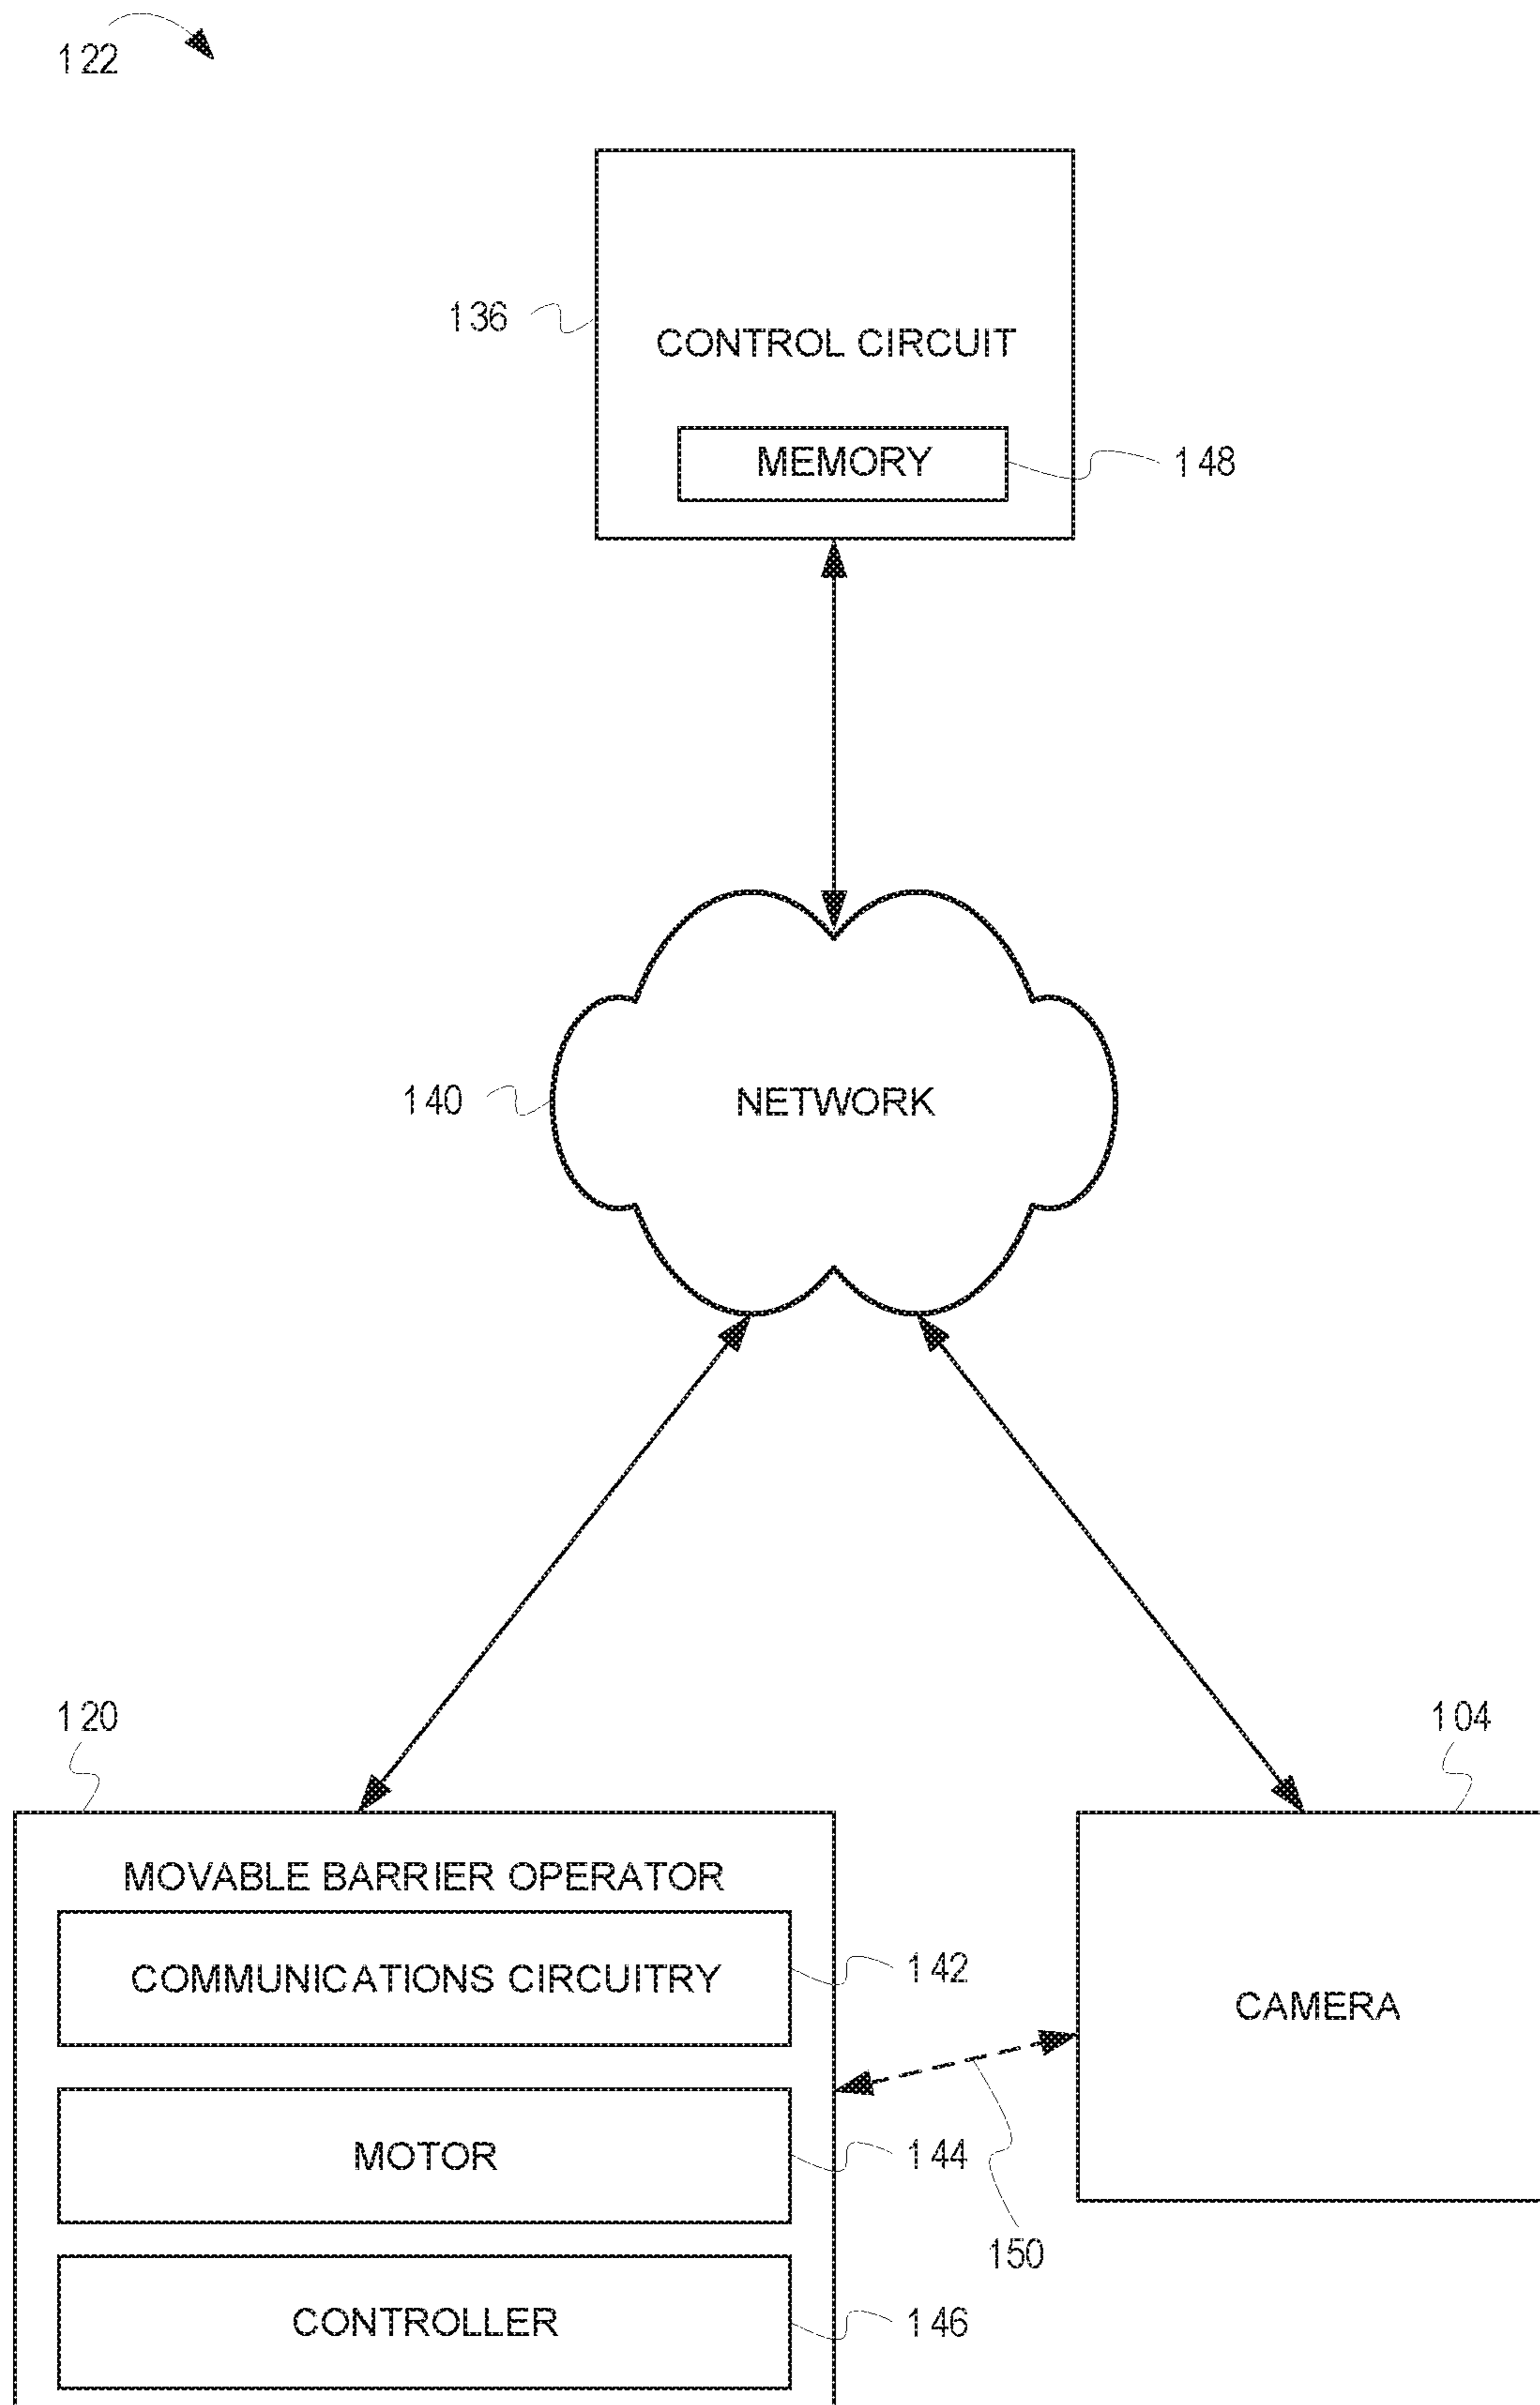 122
136
CONTROL CIRCUIT
MEMORY
148
140
NETWORK
120
104
MOVABLE BARRIER OPERATOR
COMMUNICATIONS CIRCUITRY
142
CAMERA
MOTOR
144
150
CONTROLLER
146